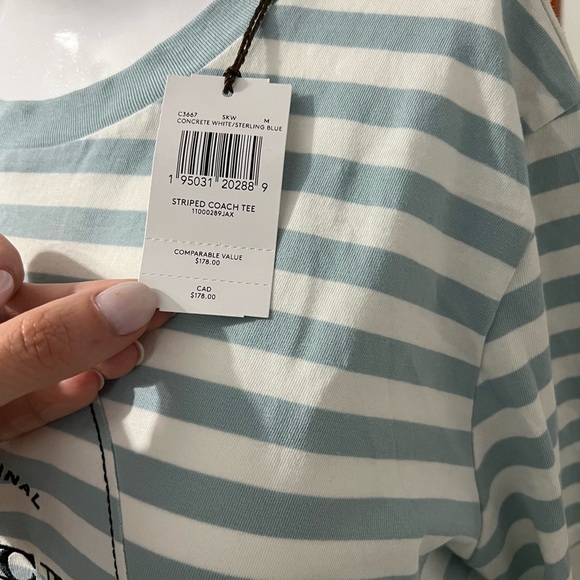 C3667 SKW M
CONCRETE WHITE/STERLING BLUE
1 95031 20288 9
STRIPED COACH TEE
11000289JAX
COMPARABLE VALUE
$178.00
CAD
$178.00